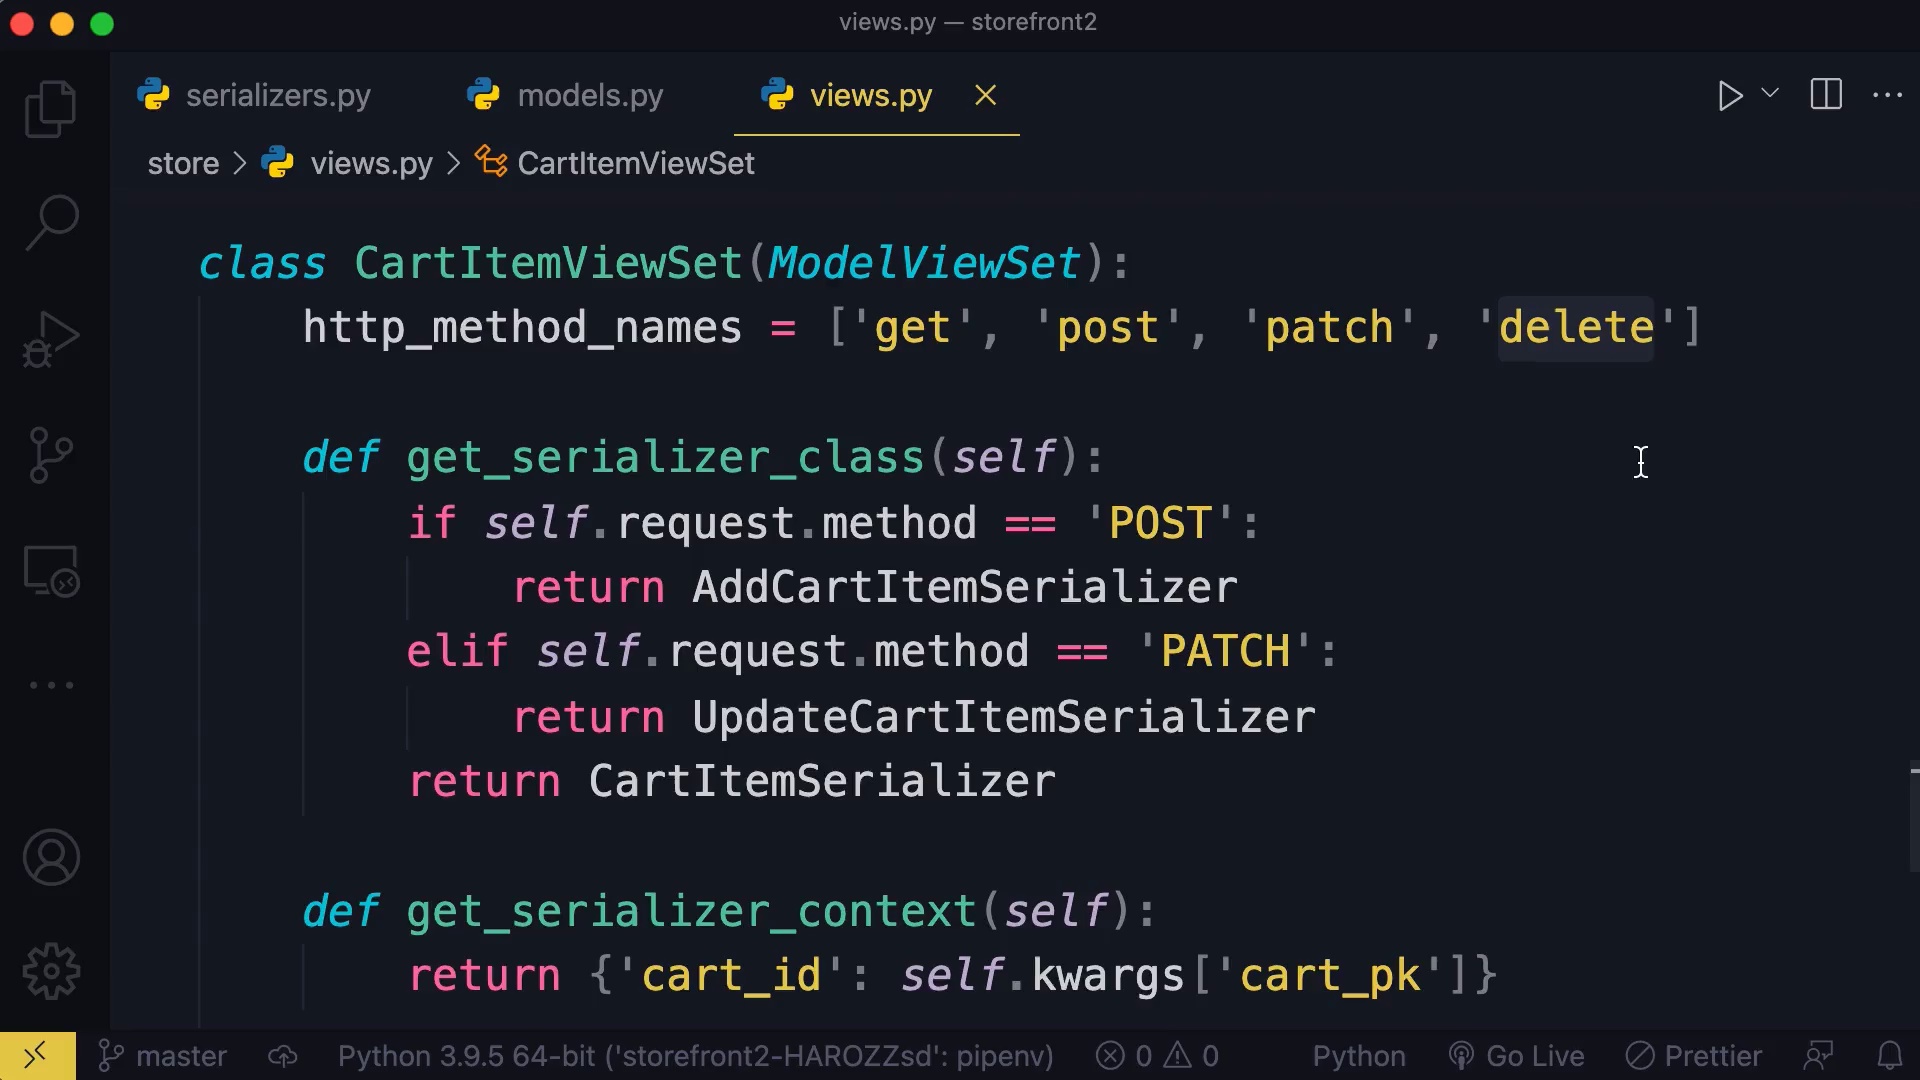 views.py — storefront2
serializers.py models.py views.py
store > views.py > CartItemViewSet
class CartItemViewSet(ModelViewSet):
http_method_names = ['get', 'post', 'patch', 'delete']
def get_serializer_class(self):
if self.request.method == 'POST':
return AddCartItemSerializer
elif self.request.method == 'PATCH':
return UpdateCartItemSerializer
return CartItemSerializer
def get_serializer_context(self):
return {'cart_id': self.kwargs['cart_pk']}
master Python 3.9.5 64-bit ('storefront2-HAROZZsd': pipenv) 0 0 Python Go Live Prettier